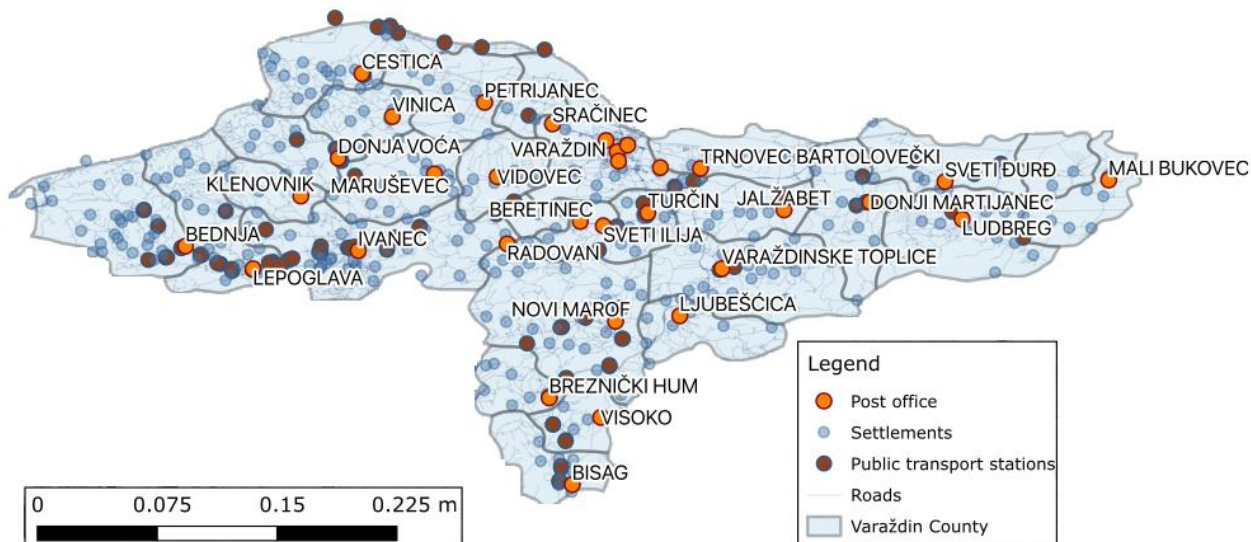 CESTICA
PETRIJANEC
VINICA
SRAČINEC
DONJA VOĆA
VARAŽDIN
TRNOVEC BARTOLOVEČKI
SVETI ĐURĐ
MALI BUKOVEC
KLENOVNIK
MARUŠEVEC
VIDOVEC
BERETINEC
TURČIN
JALŽABET
DONJI MARTIJANEC
LUDBREG
BEDNJA
IVANEC
SVETI ILIJA
RADOVAN
VARAŽDINSKE TOPLICE
LEPOGLAVA
NOVI MAROF
LJUBEŠĆICA
BREZNIČKI HUM
VISOKO
BISAG
Legend
Post office
Settlements
Public transport stations
Roads
Varaždin County
0 0.075 0.15 0.225 m